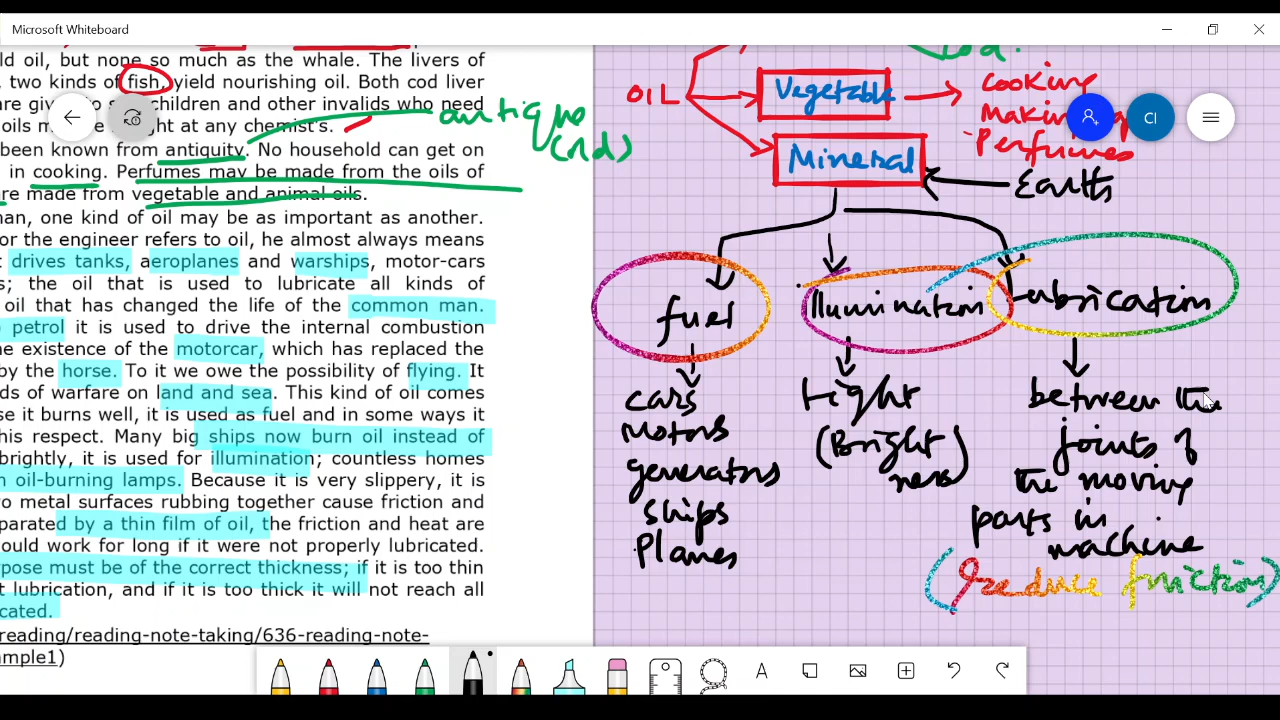 Microsoft Whiteboard
ld oil, but none so much as the whale. The livers of
two kinds of fish, yield nourishing oil. Both cod liver
are giv children and other invalids who need
oils m ght at any chemist's.
been known from antiquity. No household can get on
in cooking. Perfumes may be made from the oils of
re made from vegetable and animal oils.
man, one kind of oil may be as important as another.
or the engineer refers to oil, he almost always means
t drives tanks, aeroplanes and warships, motor-cars
s; the oil that is used to lubricate all kinds of
oil that has changed the life of the common man.
petrol it is used to drive the internal combustion
he existence of the motorcar, which has replaced the
by the horse. To it we owe the possibility of flying. It
ds of warfare on land and sea. This kind of oil comes
se it burns well, it is used as fuel and in some ways it
his respect. Many big ships now burn oil instead of
brightly, it is used for illumination; countless homes
oil-burning lamps. Because it is very slippery, it is
o metal surfaces rubbing together cause friction and
parated by a thin film of oil, the friction and heat are
ould work for long if it were not properly lubricated.
pose must be of the correct thickness; if it is too thin
t lubrication, and if it is too thick it will not reach all
cated.
reading/reading-note-taking/636-reading-note-
ample1)
OIL
Vegetable
Mineral
Cooking
Making
Perfumes
CI
Earth
fuel
Illumination
Lubrication
cars
Motors
generators
ships
Planes
Light
(Bright
ness)
between the
joints of
the moving
parts in
machine
(reduce friction)
A